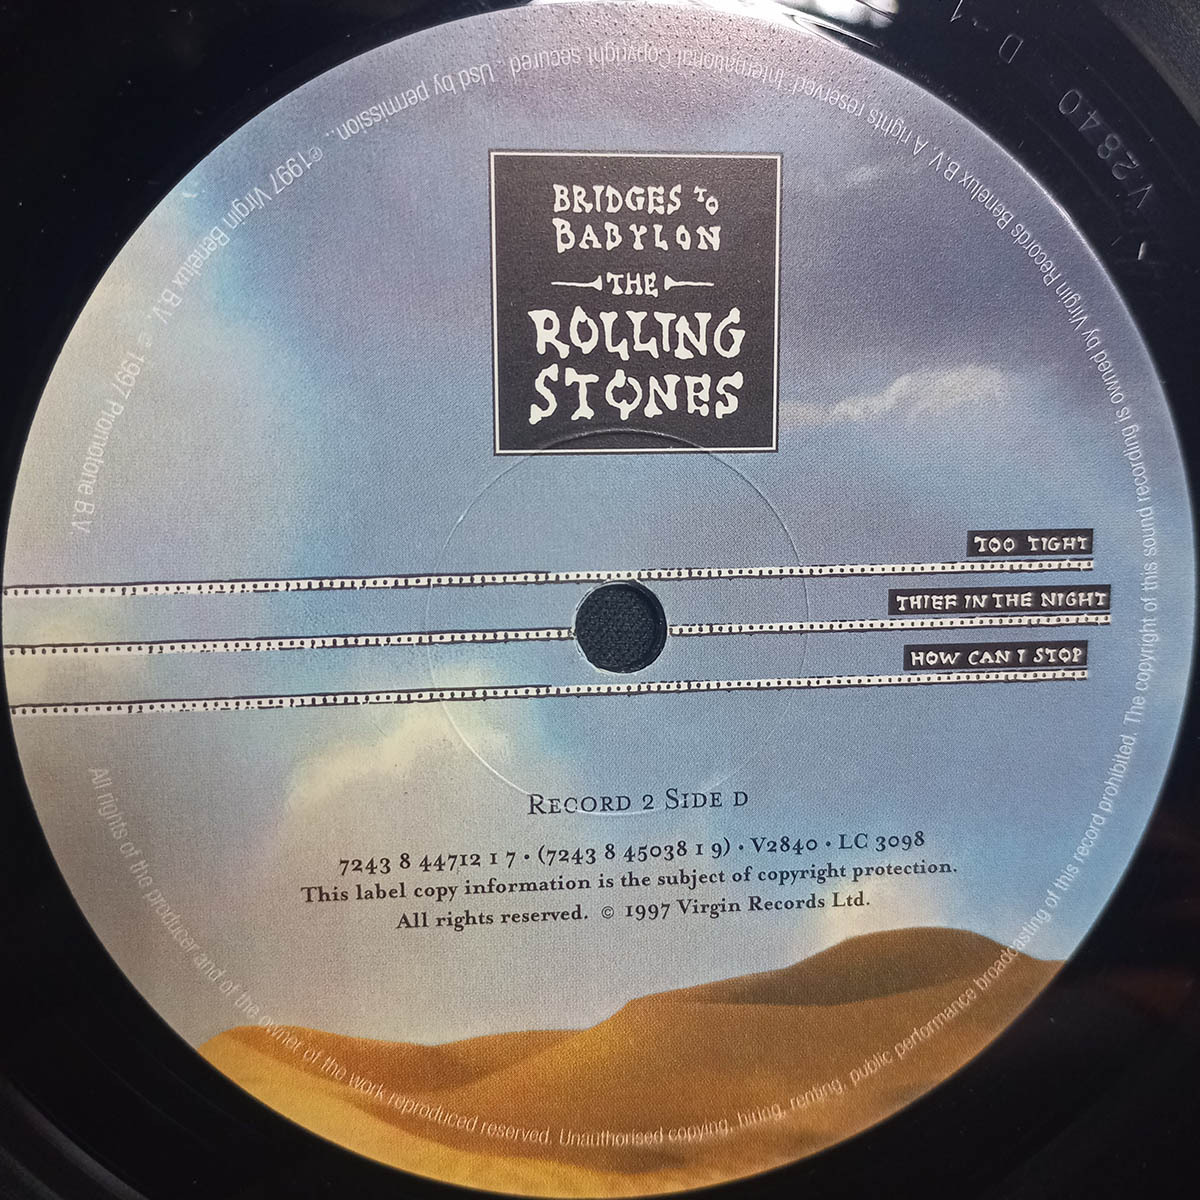 BRIDGES TO
BABYLON
THE
ROLLING
STONES
TOO TIGHT
THIEF IN THE NIGHT
HOW CAN I STOP
RECORD 2 SIDE D
7243 8 44712 1 7 • (7243 8 45038 1 9) • V2840 • LC 3098
This label copy information is the subject of copyright protection.
All rights reserved. © 1997 Virgin Records Ltd.
All rights of the producer and of the owner of the work reproduced reserved. Unauthorised copying, hiring, renting, public performance broadcasting of this record prohibited. The copyright of this sound recording is owned by Virgin Records Benelux B.V. A rights reserved. International Copyright secured. Usd by permission.. ℗1997 Virgin Benelux B.V. © 1997 Promotone B.V.
V.2840 D-1